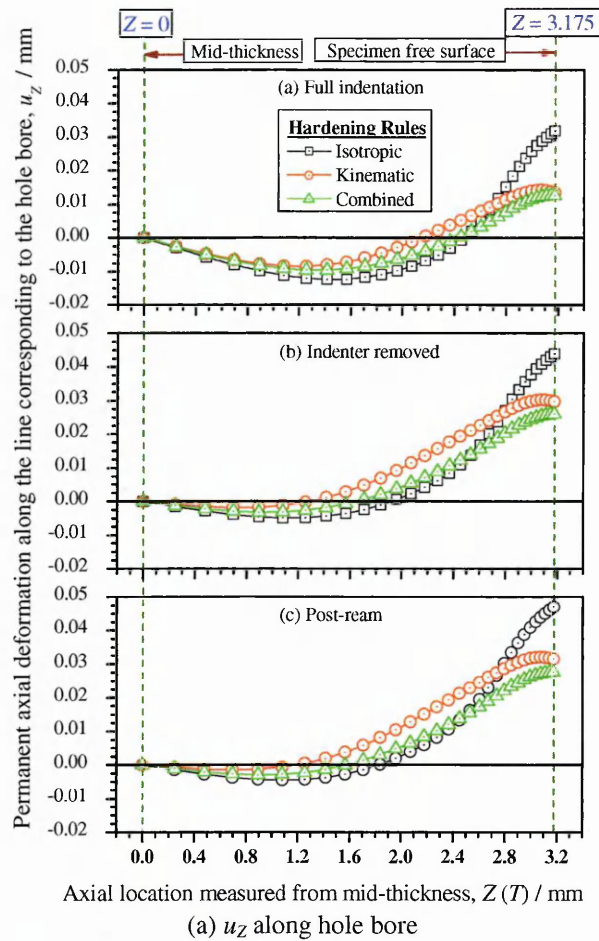 Z=0
Z = 3.175
Mid-thickness
Specimen free surface
Permanent axial deformation along the line corresponding to the hole bore, uZ / mm
0.05
0.04
0.03
0.02
0.01
0.00
-0.01
-0.02
(a) Full indentation
Hardening Rules
Isotropic
Kinematic
Combined
0.05
0.04
0.03
0.02
0.01
0.00
-0.01
-0.02
(b) Indenter removed
0.05
0.04
0.03
0.02
0.01
0.00
-0.01
-0.02
(c) Post-ream
0.0 0.4 0.8 1.2 1.6 2.0 2.4 2.8 3.2
Axial location measured from mid-thickness, Z (T) / mm
(a) uZ along hole bore